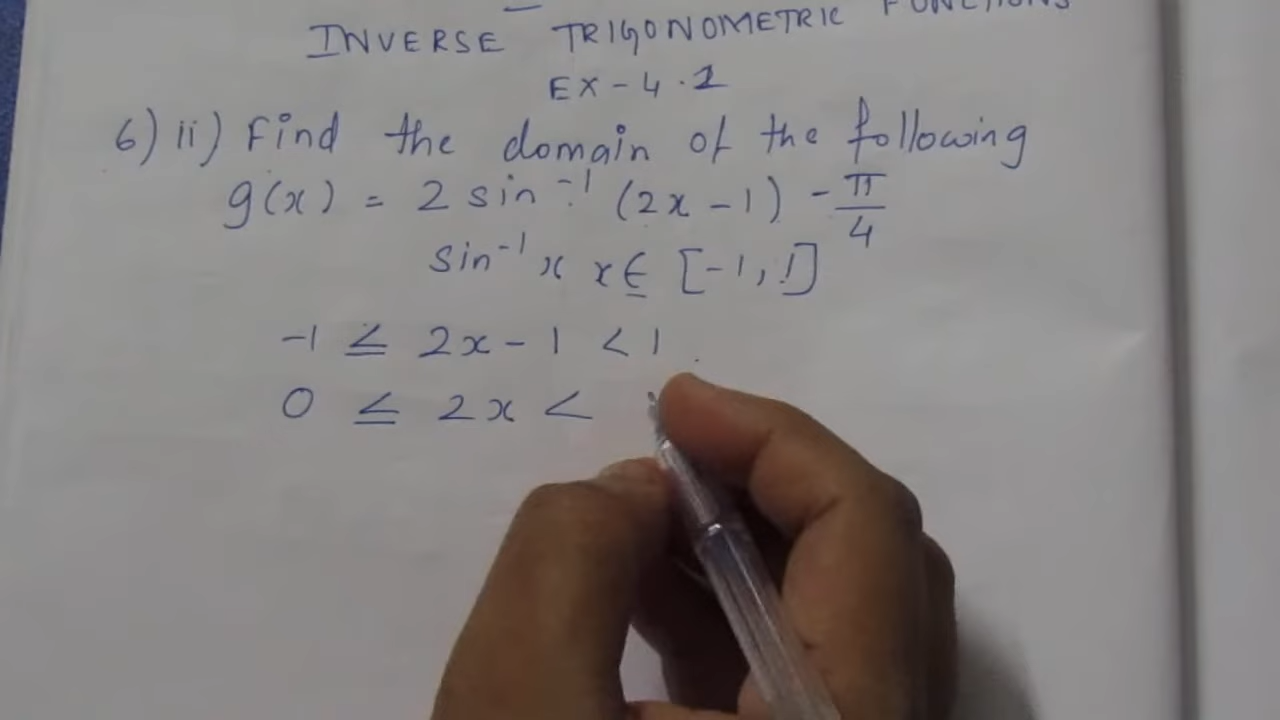 INVERSE TRIGONOMETRIC FUNCTIONS
EX - 4.1
6) ii) Find the domain of the following
g(x) = 2 sin⁻¹ (2x - 1) - π/4
sin⁻¹ x x ∈ [-1, 1]
-1 ≤ 2x - 1 < 1
0 ≤ 2x <